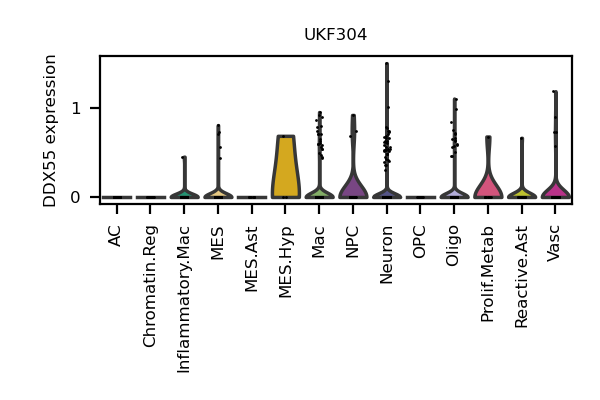 UKF304
DDX55 expression
1
0
AC
Chromatin.Reg
Inflammatory.Mac
MES
MES.Ast
MES.Hyp
Mac
NPC
Neuron
OPC
Oligo
Prolif.Metab
Reactive.Ast
Vasc